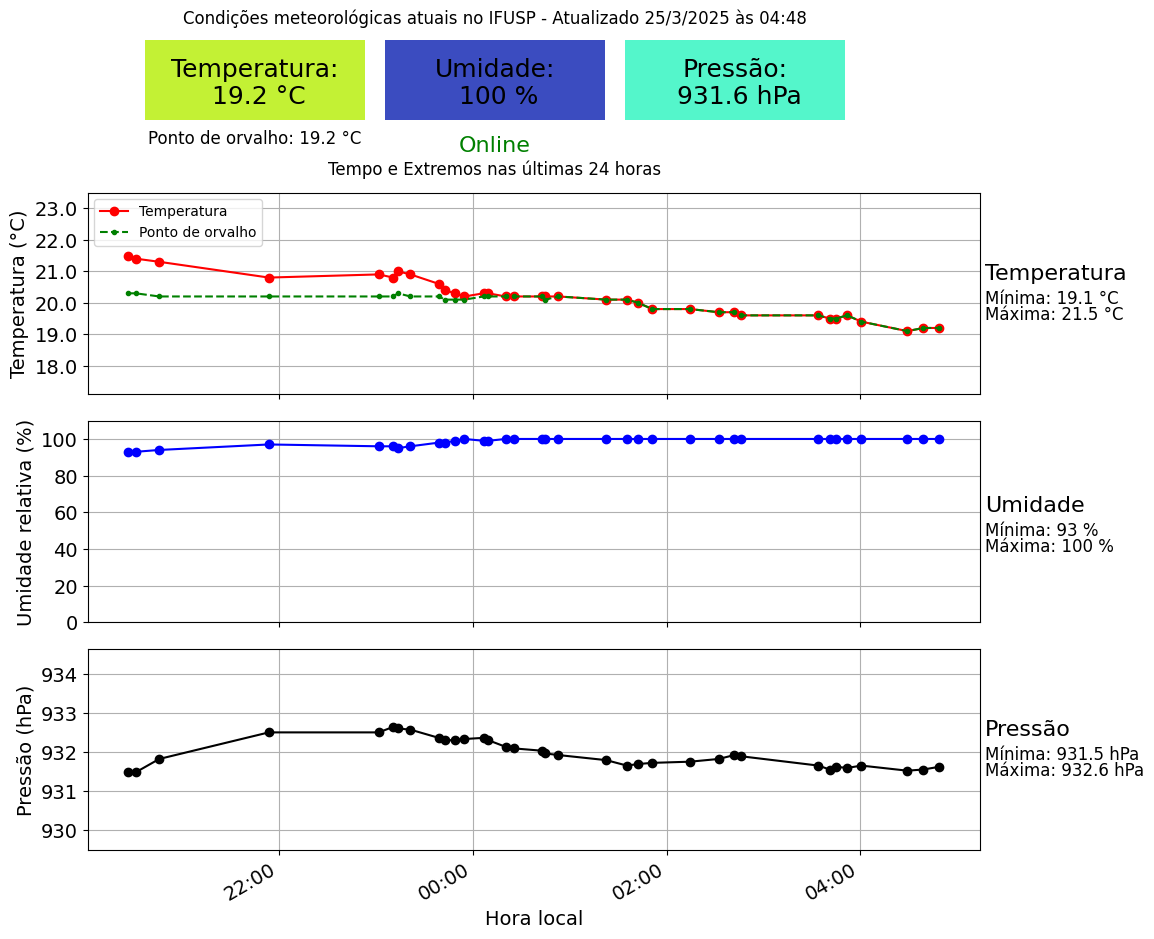 Condições meteorológicas atuais no IFUSP - Atualizado 25/3/2025 às 04:48
Temperatura:
19.2 °C
Umidade:
100 %
Pressão:
931.6 hPa
Ponto de orvalho: 19.2 °C
Online
Tempo e Extremos nas últimas 24 horas
Temperatura (°C)
23.0
22.0
21.0
20.0
19.0
18.0
Temperatura
Ponto de orvalho
Temperatura
Mínima: 19.1 °C
Máxima: 21.5 °C
Umidade relativa (%)
100
80
60
40
20
0
Umidade
Mínima: 93 %
Máxima: 100 %
Pressão (hPa)
934
933
932
931
930
Pressão
Mínima: 931.5 hPa
Máxima: 932.6 hPa
22:00
00:00
02:00
04:00
Hora local